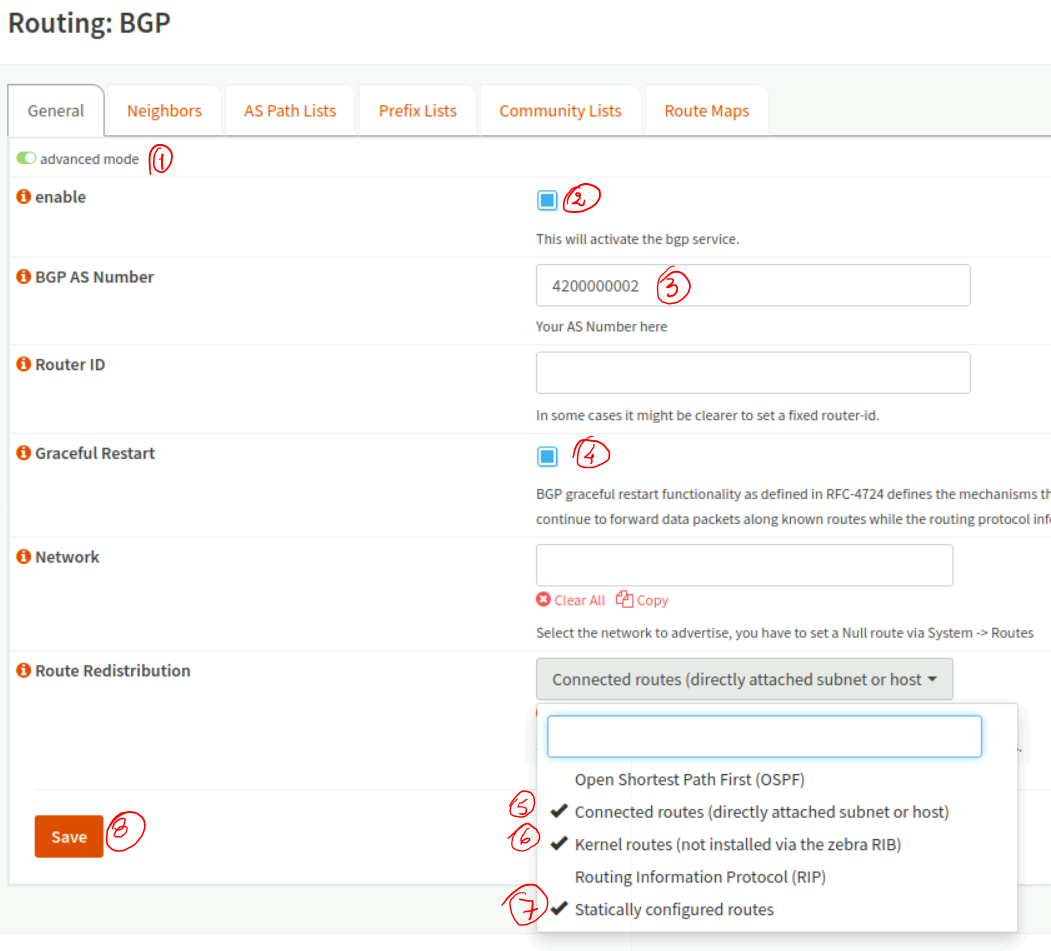 Routing: BGP
General Neighbors AS Path Lists Prefix Lists Community Lists Route Maps
advanced mode 1
enable
2
This will activate the bgp service.
BGP AS Number
4200000002 3
Your AS Number here
Router ID
In some cases it might be clearer to set a fixed router-id.
Graceful Restart
4
BGP graceful restart functionality as defined in RFC-4724 defines the mechanisms th
continue to forward data packets along known routes while the routing protocol info
Network
Clear All Copy
Select the network to advertise, you have to set a Null route via System -> Routes
Route Redistribution
Connected routes (directly attached subnet or host
Open Shortest Path First (OSPF)
5 Connected routes (directly attached subnet or host)
6 Kernel routes (not installed via the zebra RIB)
Routing Information Protocol (RIP)
7 Statically configured routes
Save 8